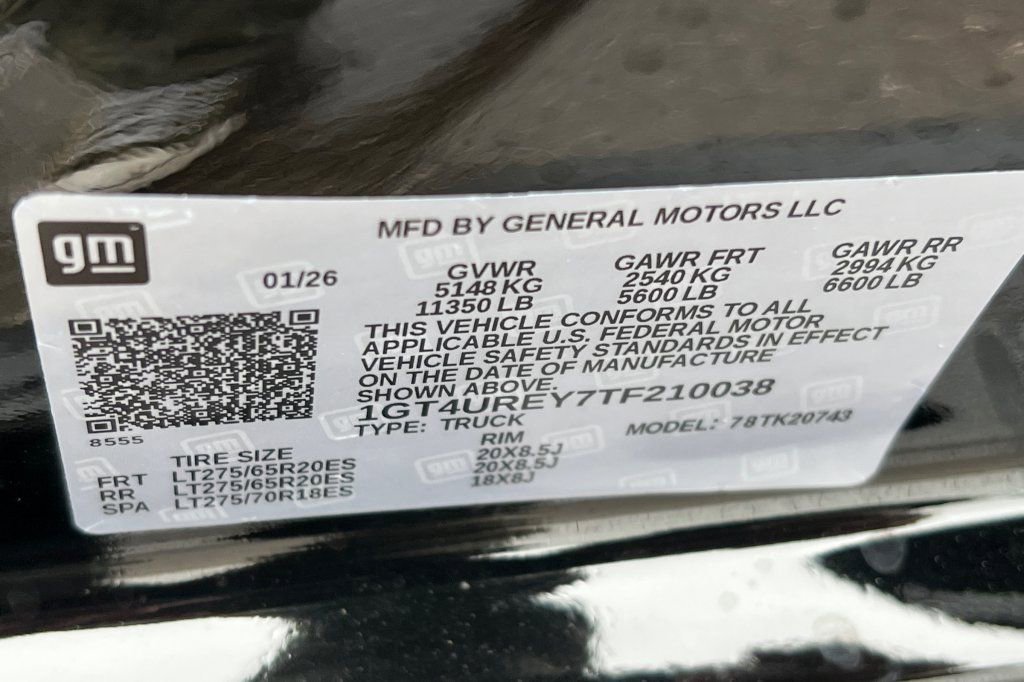 gm
MFD BY GENERAL MOTORS LLC
01/26
GVWR
5148 KG
11350 LB
GAWR FRT
2540 KG
5600 LB
GAWR RR
2994 KG
6600 LB
THIS VEHICLE CONFORMS TO ALL
APPLICABLE U.S. FEDERAL MOTOR
VEHICLE SAFETY STANDARDS IN EFFECT
ON THE DATE OF MANUFACTURE
SHOWN ABOVE.
1GT4UREY7TF210038
TYPE: TRUCK
MODEL: 78TK20743
8555
TIRE SIZE RIM
FRT LT275/65R20ES 20X8.5J
RR LT275/65R20ES 20X8.5J
SPA LT275/70R18ES 18X8J